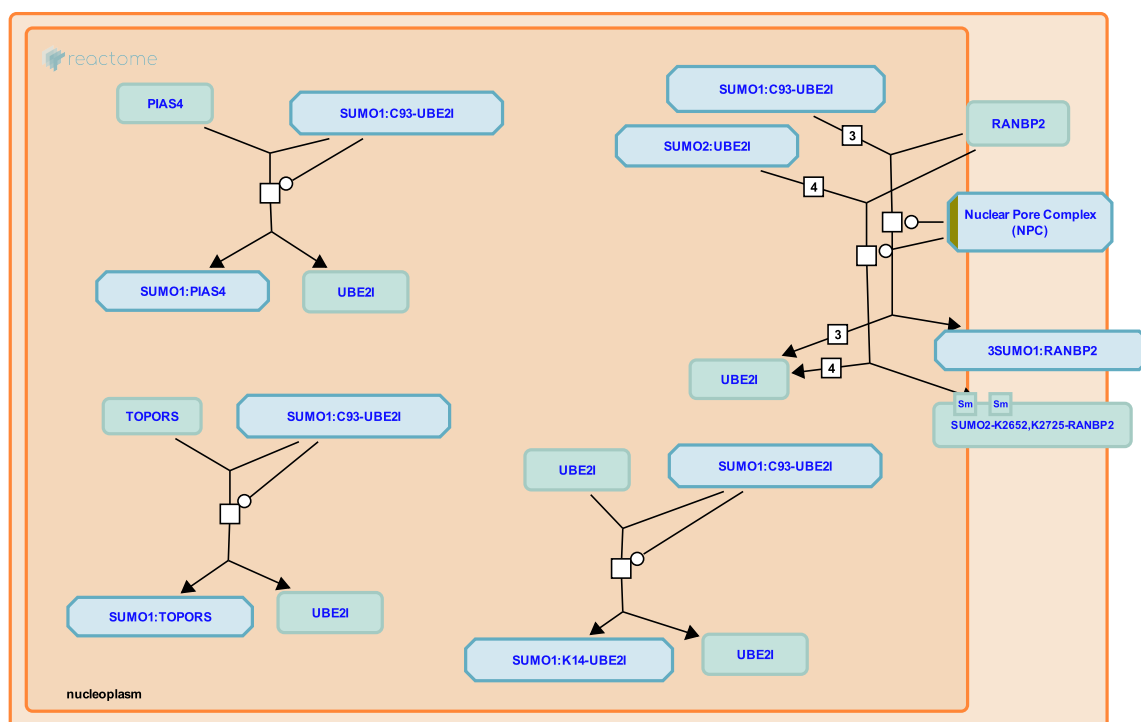 reactome
PIAS4
SUMO1:C93-UBE2I
SUMO1:PIAS4
UBE2I
SUMO1:C93-UBE2I
SUMO2:UBE2I
RANBP2
3
4
Nuclear Pore Complex
(NPC)
3
4
UBE2I
3SUMO1:RANBP2
Sm
Sm
SUMO2-K2652,K2725-RANBP2
TOPORS
SUMO1:C93-UBE2I
SUMO1:TOPORS
UBE2I
UBE2I
SUMO1:C93-UBE2I
SUMO1:K14-UBE2I
UBE2I
nucleoplasm